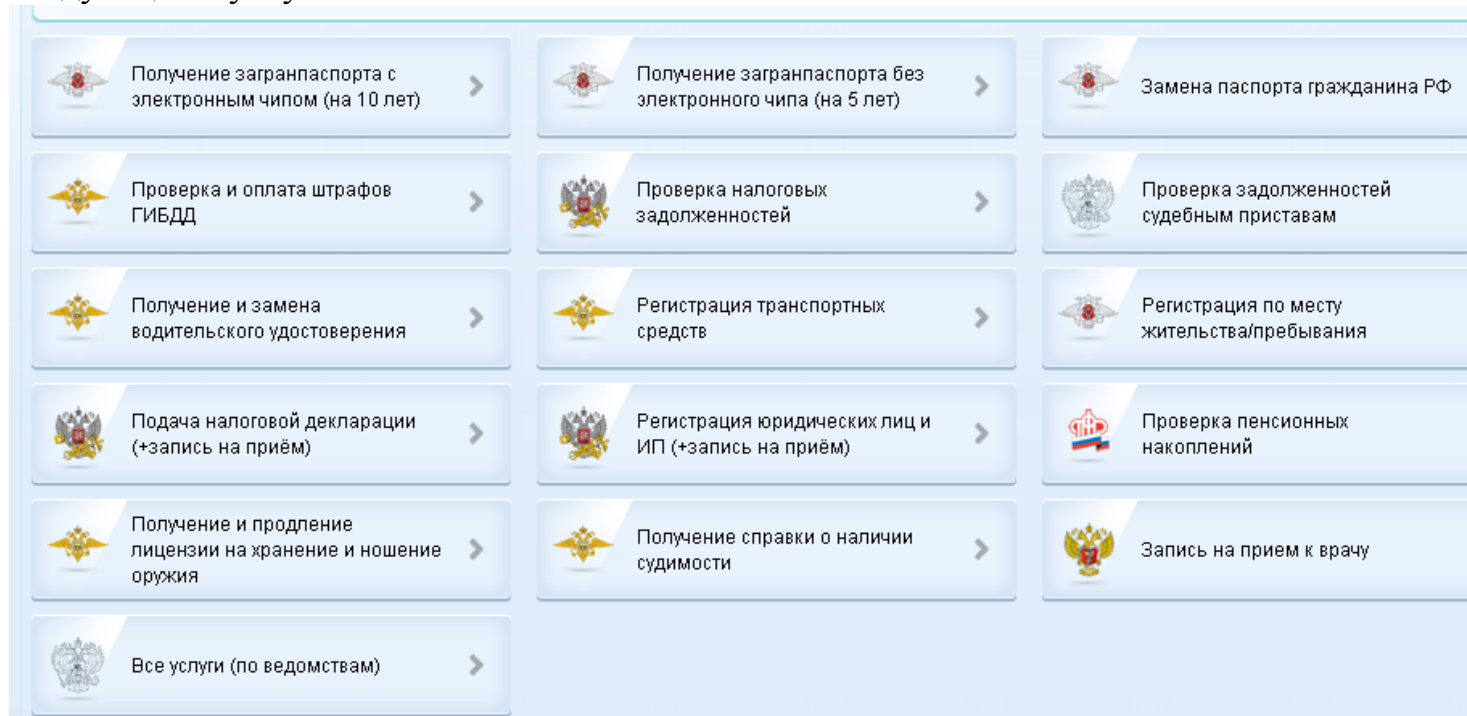 Получение загранпаспорта с
электронным чипом (на 10 лет)
Получение загранпаспорта без
электронного чипа (на 5 лет)
Замена паспорта гражданина РФ
Проверка и оплата штрафов
ГИБДД
Проверка налоговых
задолженностей
Проверка задолженностей
судебным приставам
Получение и замена
водительского удостоверения
Регистрация транспортных
средств
Регистрация по месту
жительства/пребывания
Подача налоговой декларации
(+запись на приём)
Регистрация юридических лиц и
ИП (+запись на приём)
Проверка пенсионных
накоплений
Получение и продление
лицензии на хранение и ношение
оружия
Получение справки о наличии
судимости
Запись на прием к врачу
Все услуги (по ведомствам)